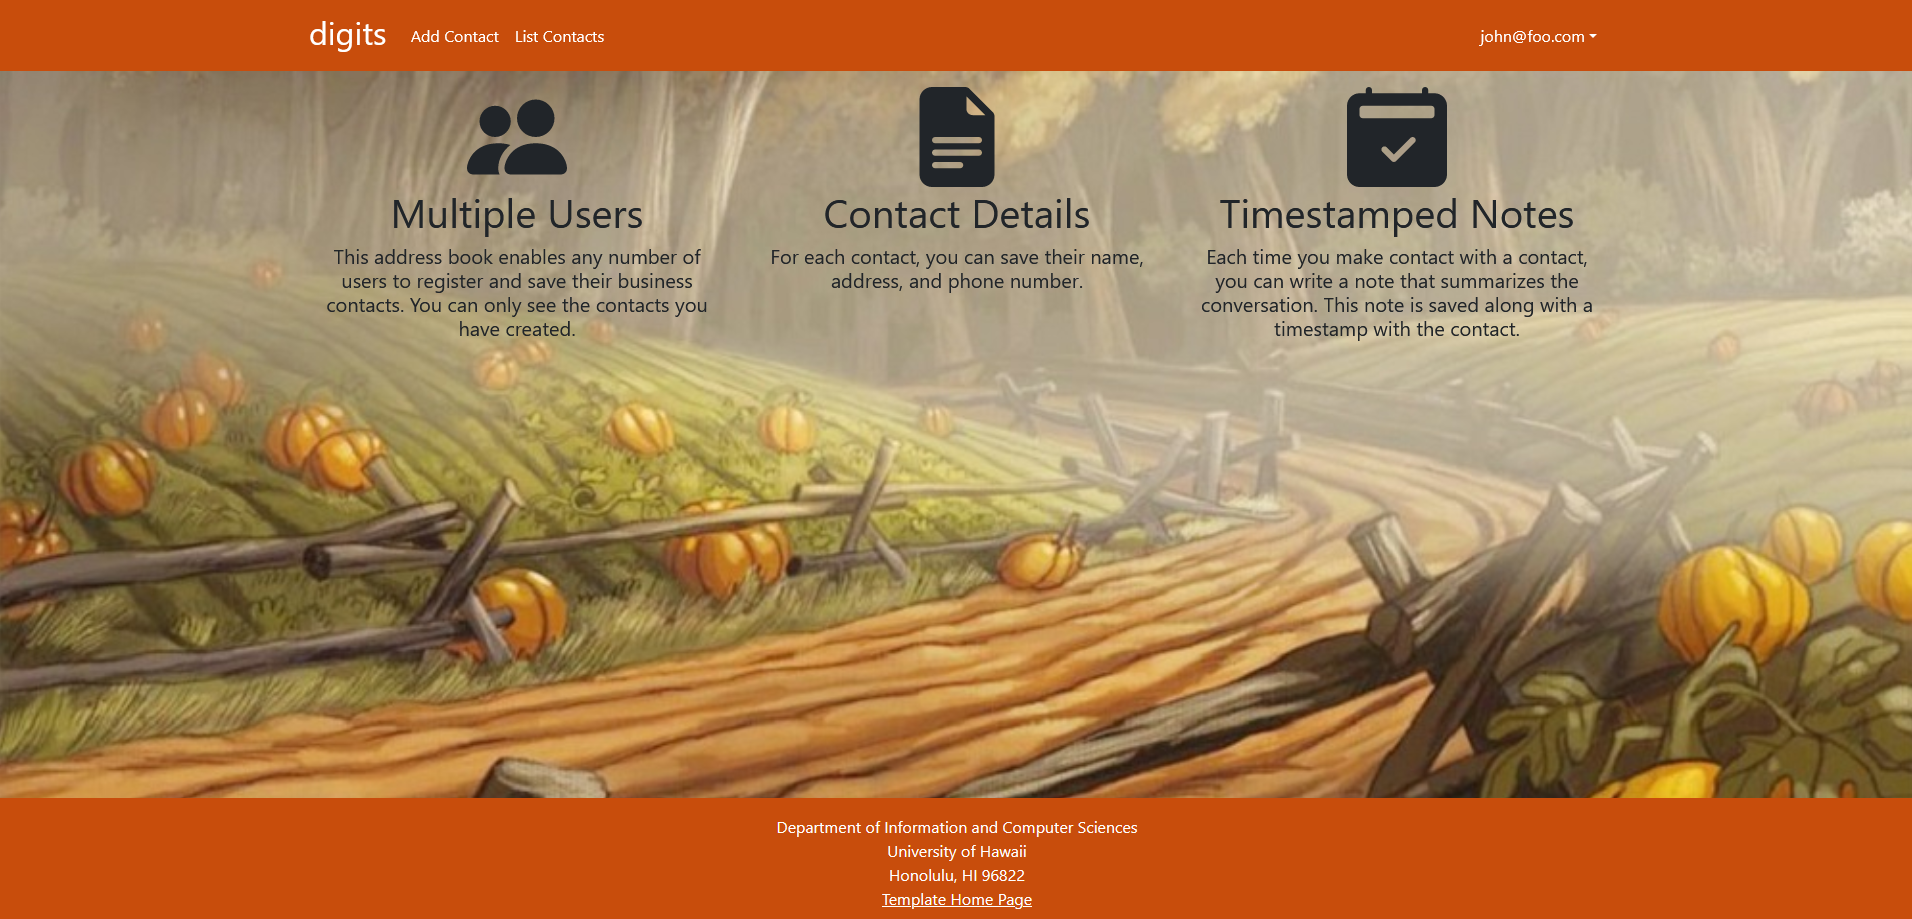 digits Add Contact List Contacts john@foo.com
Multiple Users
This address book enables any number of
users to register and save their business
contacts. You can only see the contacts you
have created.
Contact Details
For each contact, you can save their name,
address, and phone number.
Timestamped Notes
Each time you make contact with a contact,
you can write a note that summarizes the
conversation. This note is saved along with a
timestamp with the contact.
Department of Information and Computer Sciences
University of Hawaii
Honolulu, HI 96822
Template Home Page